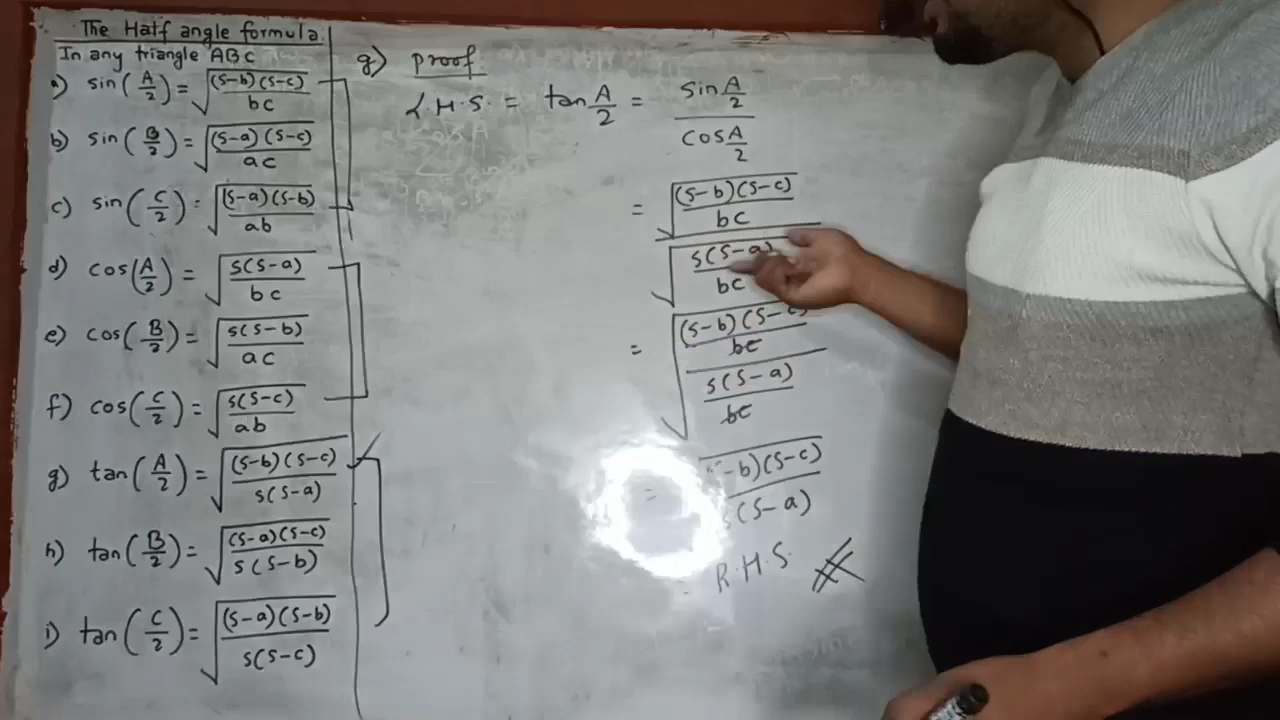 The Half angle formula
In any triangle ABC
a) sin(A/2) = √((s-b)(s-c)/bc)
b) sin(B/2) = √((s-a)(s-c)/ac)
c) sin(C/2) = √((s-a)(s-b)/ab)
d) cos(A/2) = √(s(s-a)/bc)
e) cos(B/2) = √(s(s-b)/ac)
f) cos(C/2) = √(s(s-c)/ab)
g) tan(A/2) = √((s-b)(s-c)/s(s-a))
h) tan(B/2) = √((s-a)(s-c)/s(s-b))
i) tan(C/2) = √((s-a)(s-b)/s(s-c))
g) proof
L.H.S. = tan A/2 = sin A/2 / cos A/2
= √((s-b)(s-c)/bc) / √(s(s-a)/bc)
= √(((s-b)(s-c)/bc) / (s(s-a)/bc))
= -b)(s-c) / (s-a)
R.H.S.